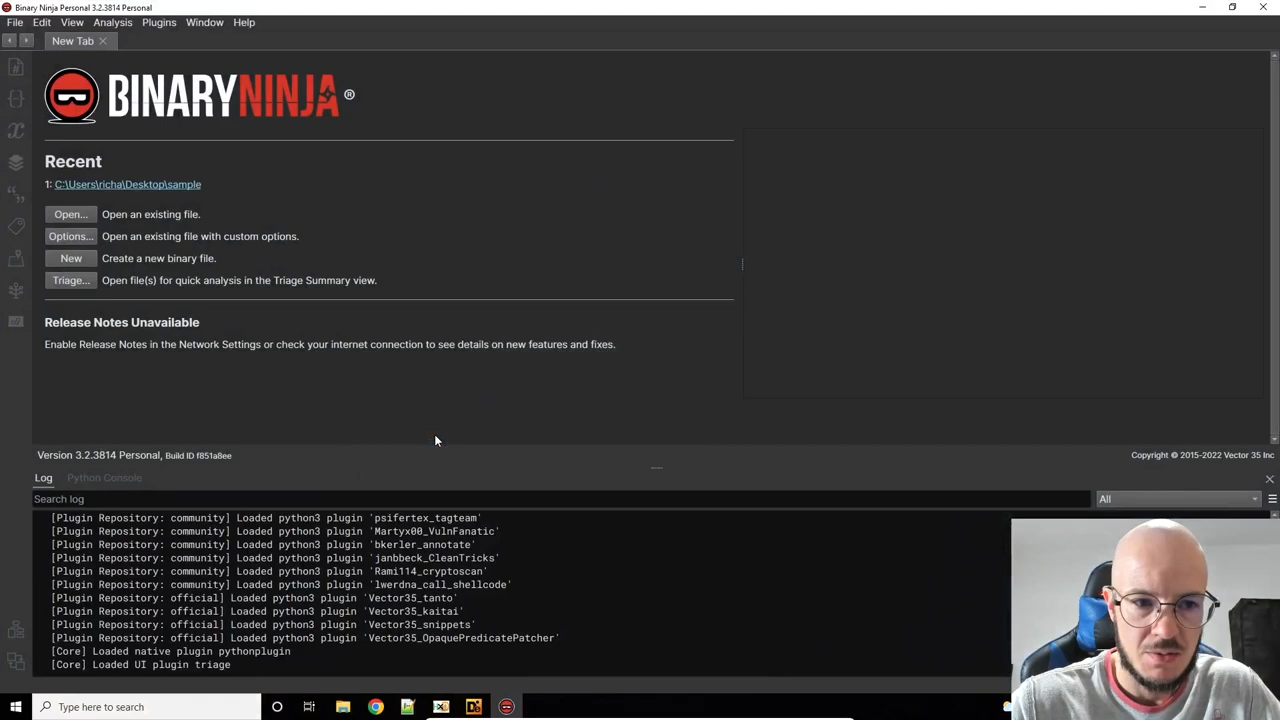 Binary Ninja Personal 3.2.3814 Personal
File Edit View Analysis Plugins Window Help
New Tab
BINARYNINJA®
Recent
1: C:\Users\richa\Desktop\sample
Open... Open an existing file.
Options... Open an existing file with custom options.
New Create a new binary file.
Triage... Open file(s) for quick analysis in the Triage Summary view.
Release Notes Unavailable
Enable Release Notes in the Network Settings or check your internet connection to see details on new features and fixes.
Version 3.2.3814 Personal, Build ID f851a8ee
Copyright © 2015-2022 Vector 35 Inc
Log Python Console
Search log All
[Plugin Repository: community] Loaded python3 plugin 'psifertex_tagteam'
[Plugin Repository: community] Loaded python3 plugin 'Martyx00_VulnFanatic'
[Plugin Repository: community] Loaded python3 plugin 'bkerler_annotate'
[Plugin Repository: community] Loaded python3 plugin 'janbbeck_CleanTricks'
[Plugin Repository: community] Loaded python3 plugin 'Rami114_cryptoscan'
[Plugin Repository: community] Loaded python3 plugin 'lwerdna_call_shellcode'
[Plugin Repository: official] Loaded python3 plugin 'Vector35_tanto'
[Plugin Repository: official] Loaded python3 plugin 'Vector35_kaitai'
[Plugin Repository: official] Loaded python3 plugin 'Vector35_snippets'
[Plugin Repository: official] Loaded python3 plugin 'Vector35_OpaquePredicatePatcher'
[Core] Loaded native plugin pythonplugin
[Core] Loaded UI plugin triage
Type here to search